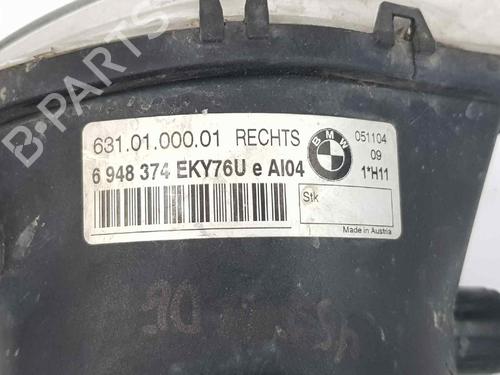 631.01.000.01 RECHTS
BMW
051104
09
6 948 374 EKY76U e AI04
1*H11
Stk
Made in Austria
B-PARTS